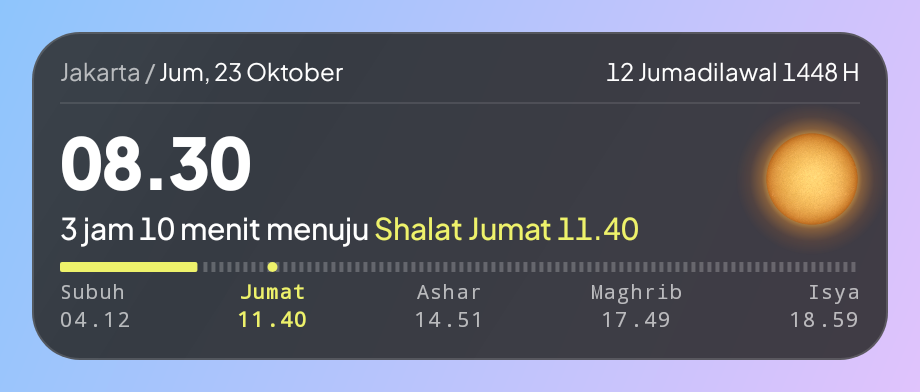 Jakarta / Jum, 23 Oktober
12 Jumadilawal 1448 H
08.30
3 jam 10 menit menuju Shalat Jumat 11.40
Subuh Jumat Ashar Maghrib Isya
04.12 11.40 14.51 17.49 18.59